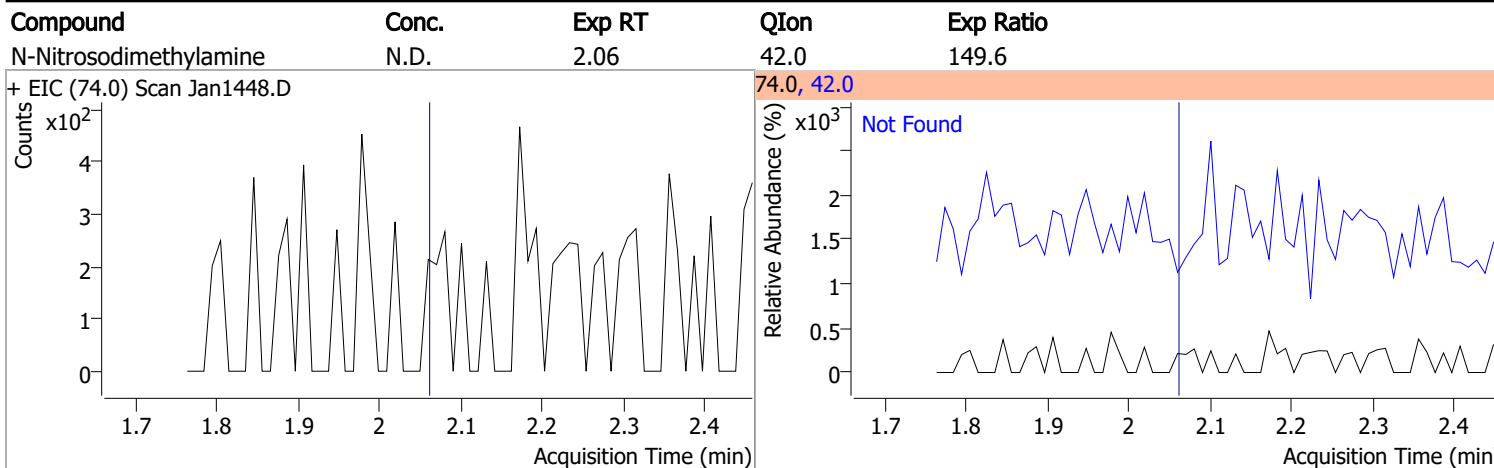 Compound Conc. Exp RT QIon Exp Ratio
N-Nitrosodimethylamine N.D. 2.06 42.0 149.6
+ EIC (74.0) Scan Jan1448.D
Counts
x10²
4
3
2
1
0
1.7 1.8 1.9 2 2.1 2.2 2.3 2.4
Acquisition Time (min)
74.0, 42.0
Relative Abundance (%)
x10³
Not Found
2
1.5
1
0.5
0
1.7 1.8 1.9 2 2.1 2.2 2.3 2.4
Acquisition Time (min